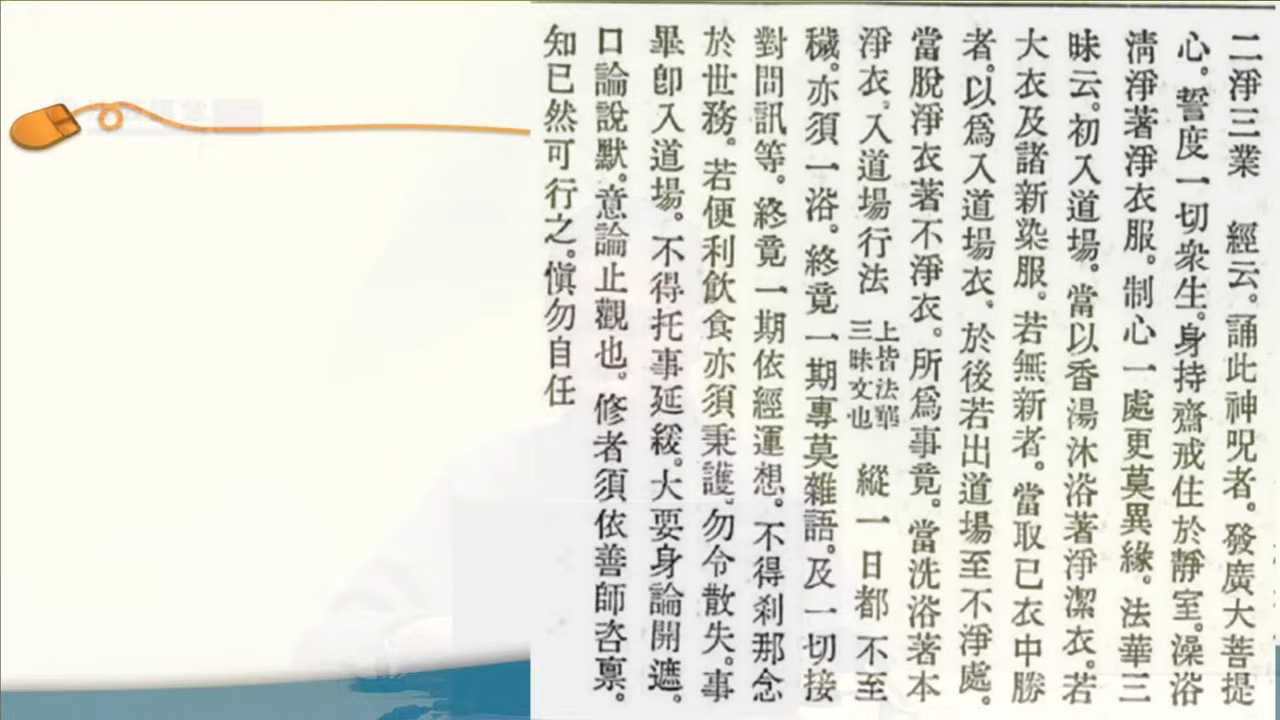 二淨三業　經云。誦此神呪者。發廣大菩提
心。誓度一切衆生。身持齋戒住於靜室。澡浴
淸淨著淨衣服。制心一處更莫異緣。法華三
昧云。初入道場。當以香湯沐浴著淨潔衣。若
大衣及諸新染服。若無新者。當取已衣中勝
者。以爲入道場衣。於後若出道場至不淨處。
當脫淨衣著不淨衣。所爲事竟。當洗浴著本
淨衣。入道場行法　上皆法華三昧文也　縱一日都不至
穢。亦須一浴。終竟一期專莫雜語。及一切接
對問訊等。終竟一期依經運想。不得刹那念
於世務。若便利飮食亦須秉護。勿令散失。事
畢卽入道場。不得托事延緩。大要身論開遮。
口論說默。意論止觀也。修者須依善師咨禀。
知已然可行之。愼勿自任